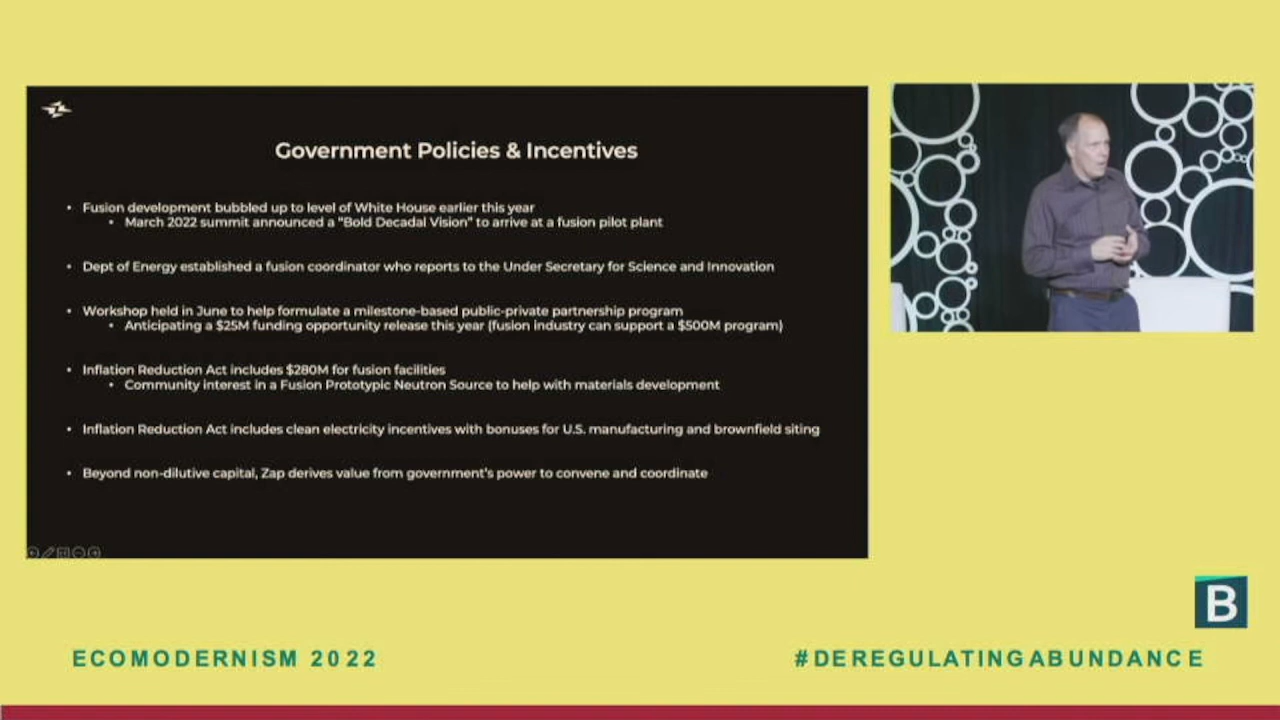 Government Policies & Incentives
• Fusion development bubbled up to level of White House earlier this year
• March 2022 summit announced a "Bold Decadal Vision" to arrive at a fusion pilot plant
• Dept of Energy established a fusion coordinator who reports to the Under Secretary for Science and Innovation
• Workshop held in June to help formulate a milestone-based public-private partnership program
• Anticipating a $25M funding opportunity release this year (fusion industry can support a $500M program)
• Inflation Reduction Act includes $280M for fusion facilities
• Community interest in a Fusion Prototypic Neutron Source to help with materials development
• Inflation Reduction Act includes clean electricity incentives with bonuses for U.S. manufacturing and brownfield siting
• Beyond non-dilutive capital, Zap derives value from government's power to convene and coordinate
B
ECOMODERNISM 2022
#DEREGULATINGABUNDANCE